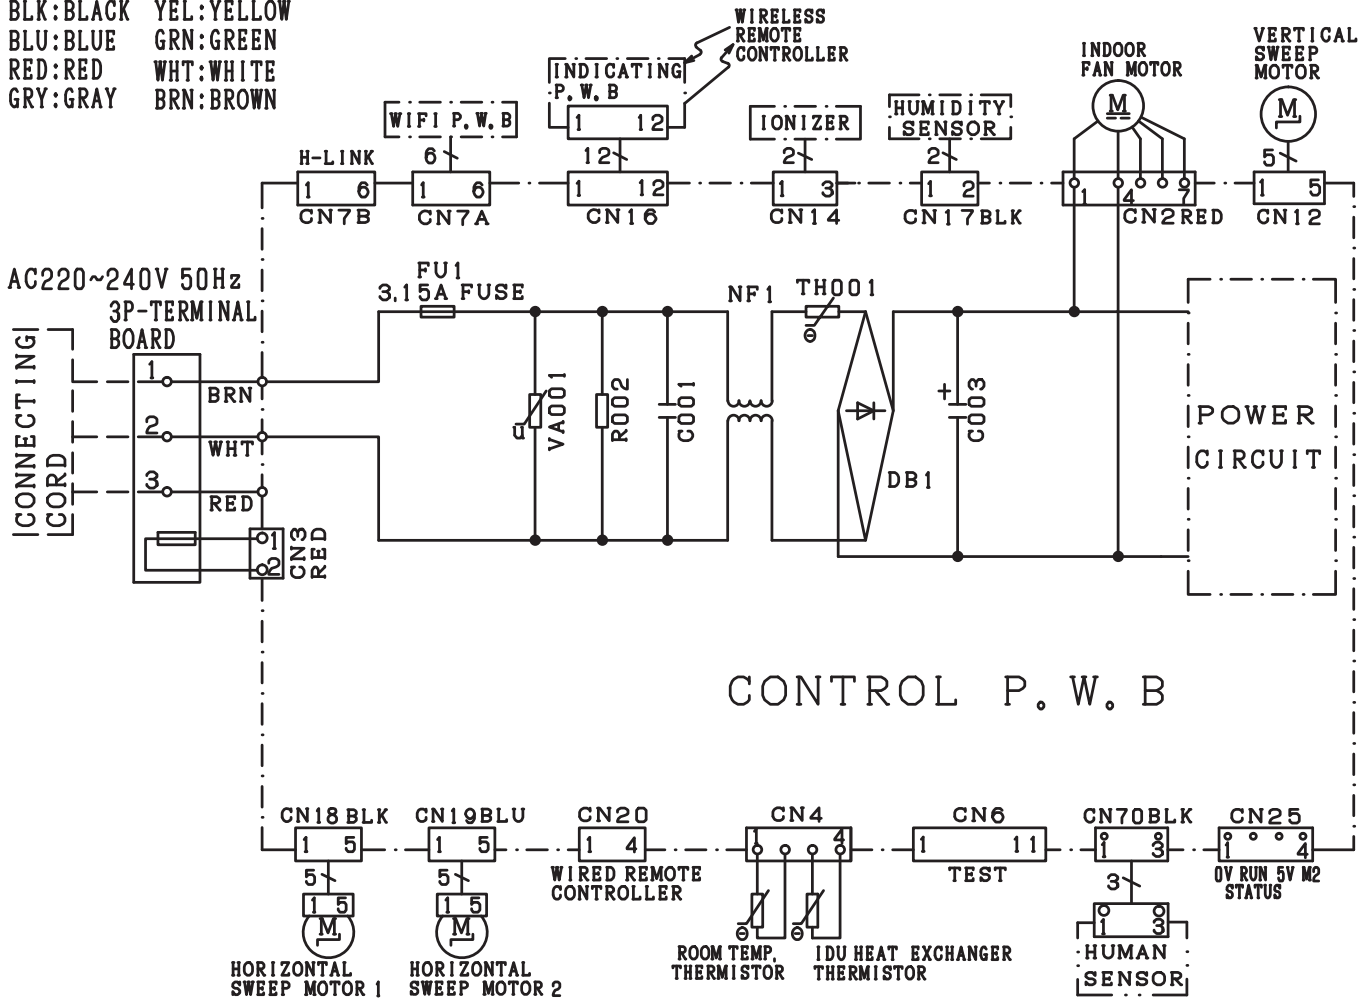 BLK:BLACK YEL:YELLOW
BLU:BLUE GRN:GREEN
RED:RED WHT:WHITE
GRY:GRAY BRN:BROWN
WIRELESS
REMOTE
CONTROLLER
INDICATING
P.W.B
1 12
WIFI P.W.B
IONIZER
HUMIDITY
SENSOR
INDOOR
FAN MOTOR
M
VERTICAL
SWEEP
MOTOR
M
H-LINK
6
12
2
2
5
1 6
1 6
1 12
1 3
1 2
1 4 7
1 5
CN7B
CN7A
CN16
CN14
CN17BLK
CN2RED
CN12
AC220~240V 50Hz
3P-TERMINAL
BOARD
FU1
3.15A FUSE
NF1
TH001
θ
CONNECTING
CORD
1
BRN
2
WHT
3
RED
1
2
CN3
RED
u
VA001
R002
C001
DB1
+
C003
POWER
CIRCUIT
CONTROL P.W.B
CN18 BLK
CN19BLU
CN20
CN4
CN6
CN70BLK
CN25
1 5
1 5
1 4
1 4
1 11
1 3
1 4
WIRED REMOTE
CONTROLLER
TEST
0V RUN 5V M2
STATUS
5
5
3
1 5
1 5
M
M
θ
θ
1 3
HORIZONTAL
SWEEP MOTOR 1
HORIZONTAL
SWEEP MOTOR 2
ROOM TEMP.
THERMISTOR
IDU HEAT EXCHANGER
THERMISTOR
HUMAN
SENSOR